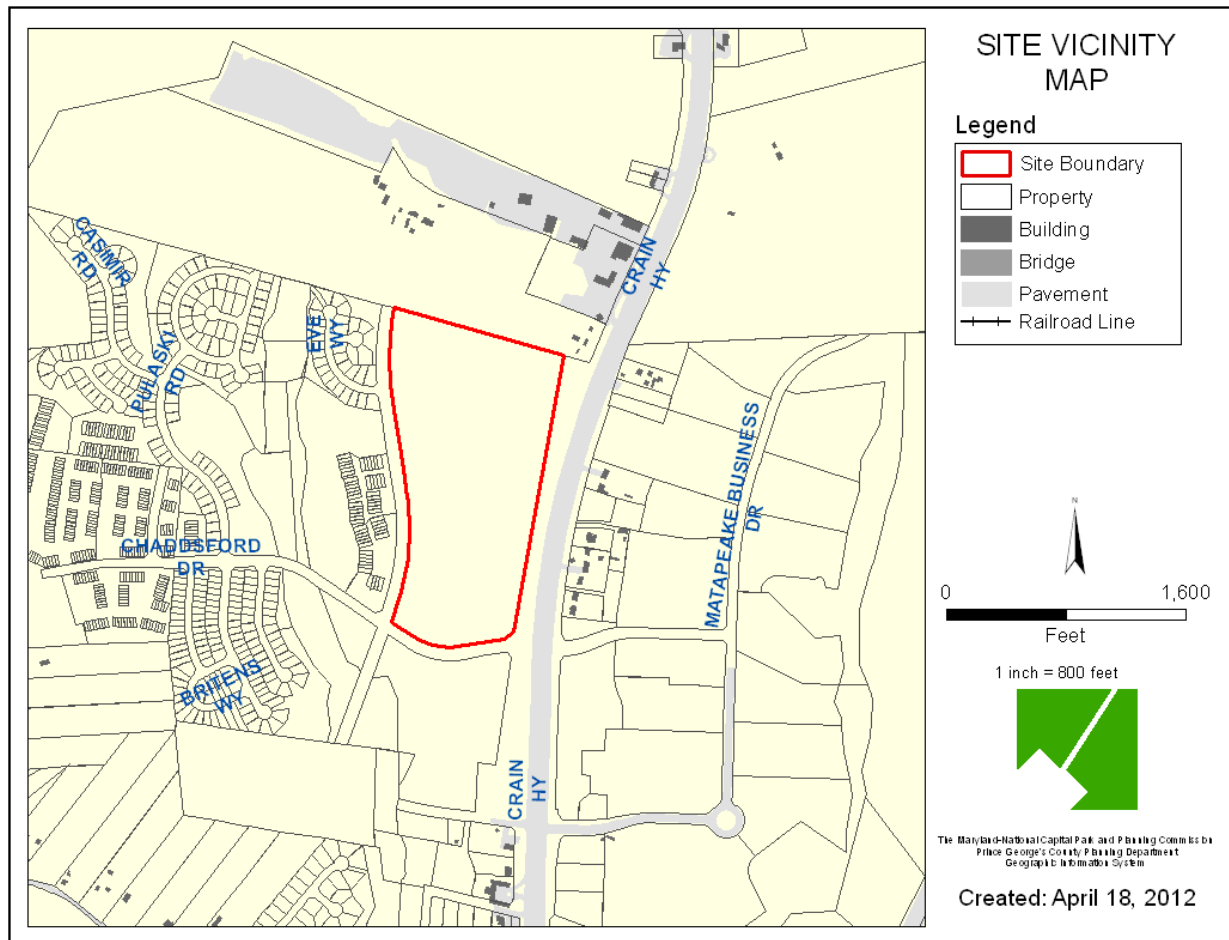 SITE VICINITY
MAP
Legend
Site Boundary
Property
Building
Bridge
Pavement
Railroad Line
CASIMIR
RD
PULASKI
RD
EVE
WY
CRAIN
HY
MATAPEAKE BUSINESS
DR
CHADDSFORD
DR
BRITENS
WY
CRAIN
HY
N
0 1,600
Feet
1 inch = 800 feet
The Maryland-National Capital Park and Planning Commission
Prince George's County Planning Department
Geographic Information System
Created: April 18, 2012